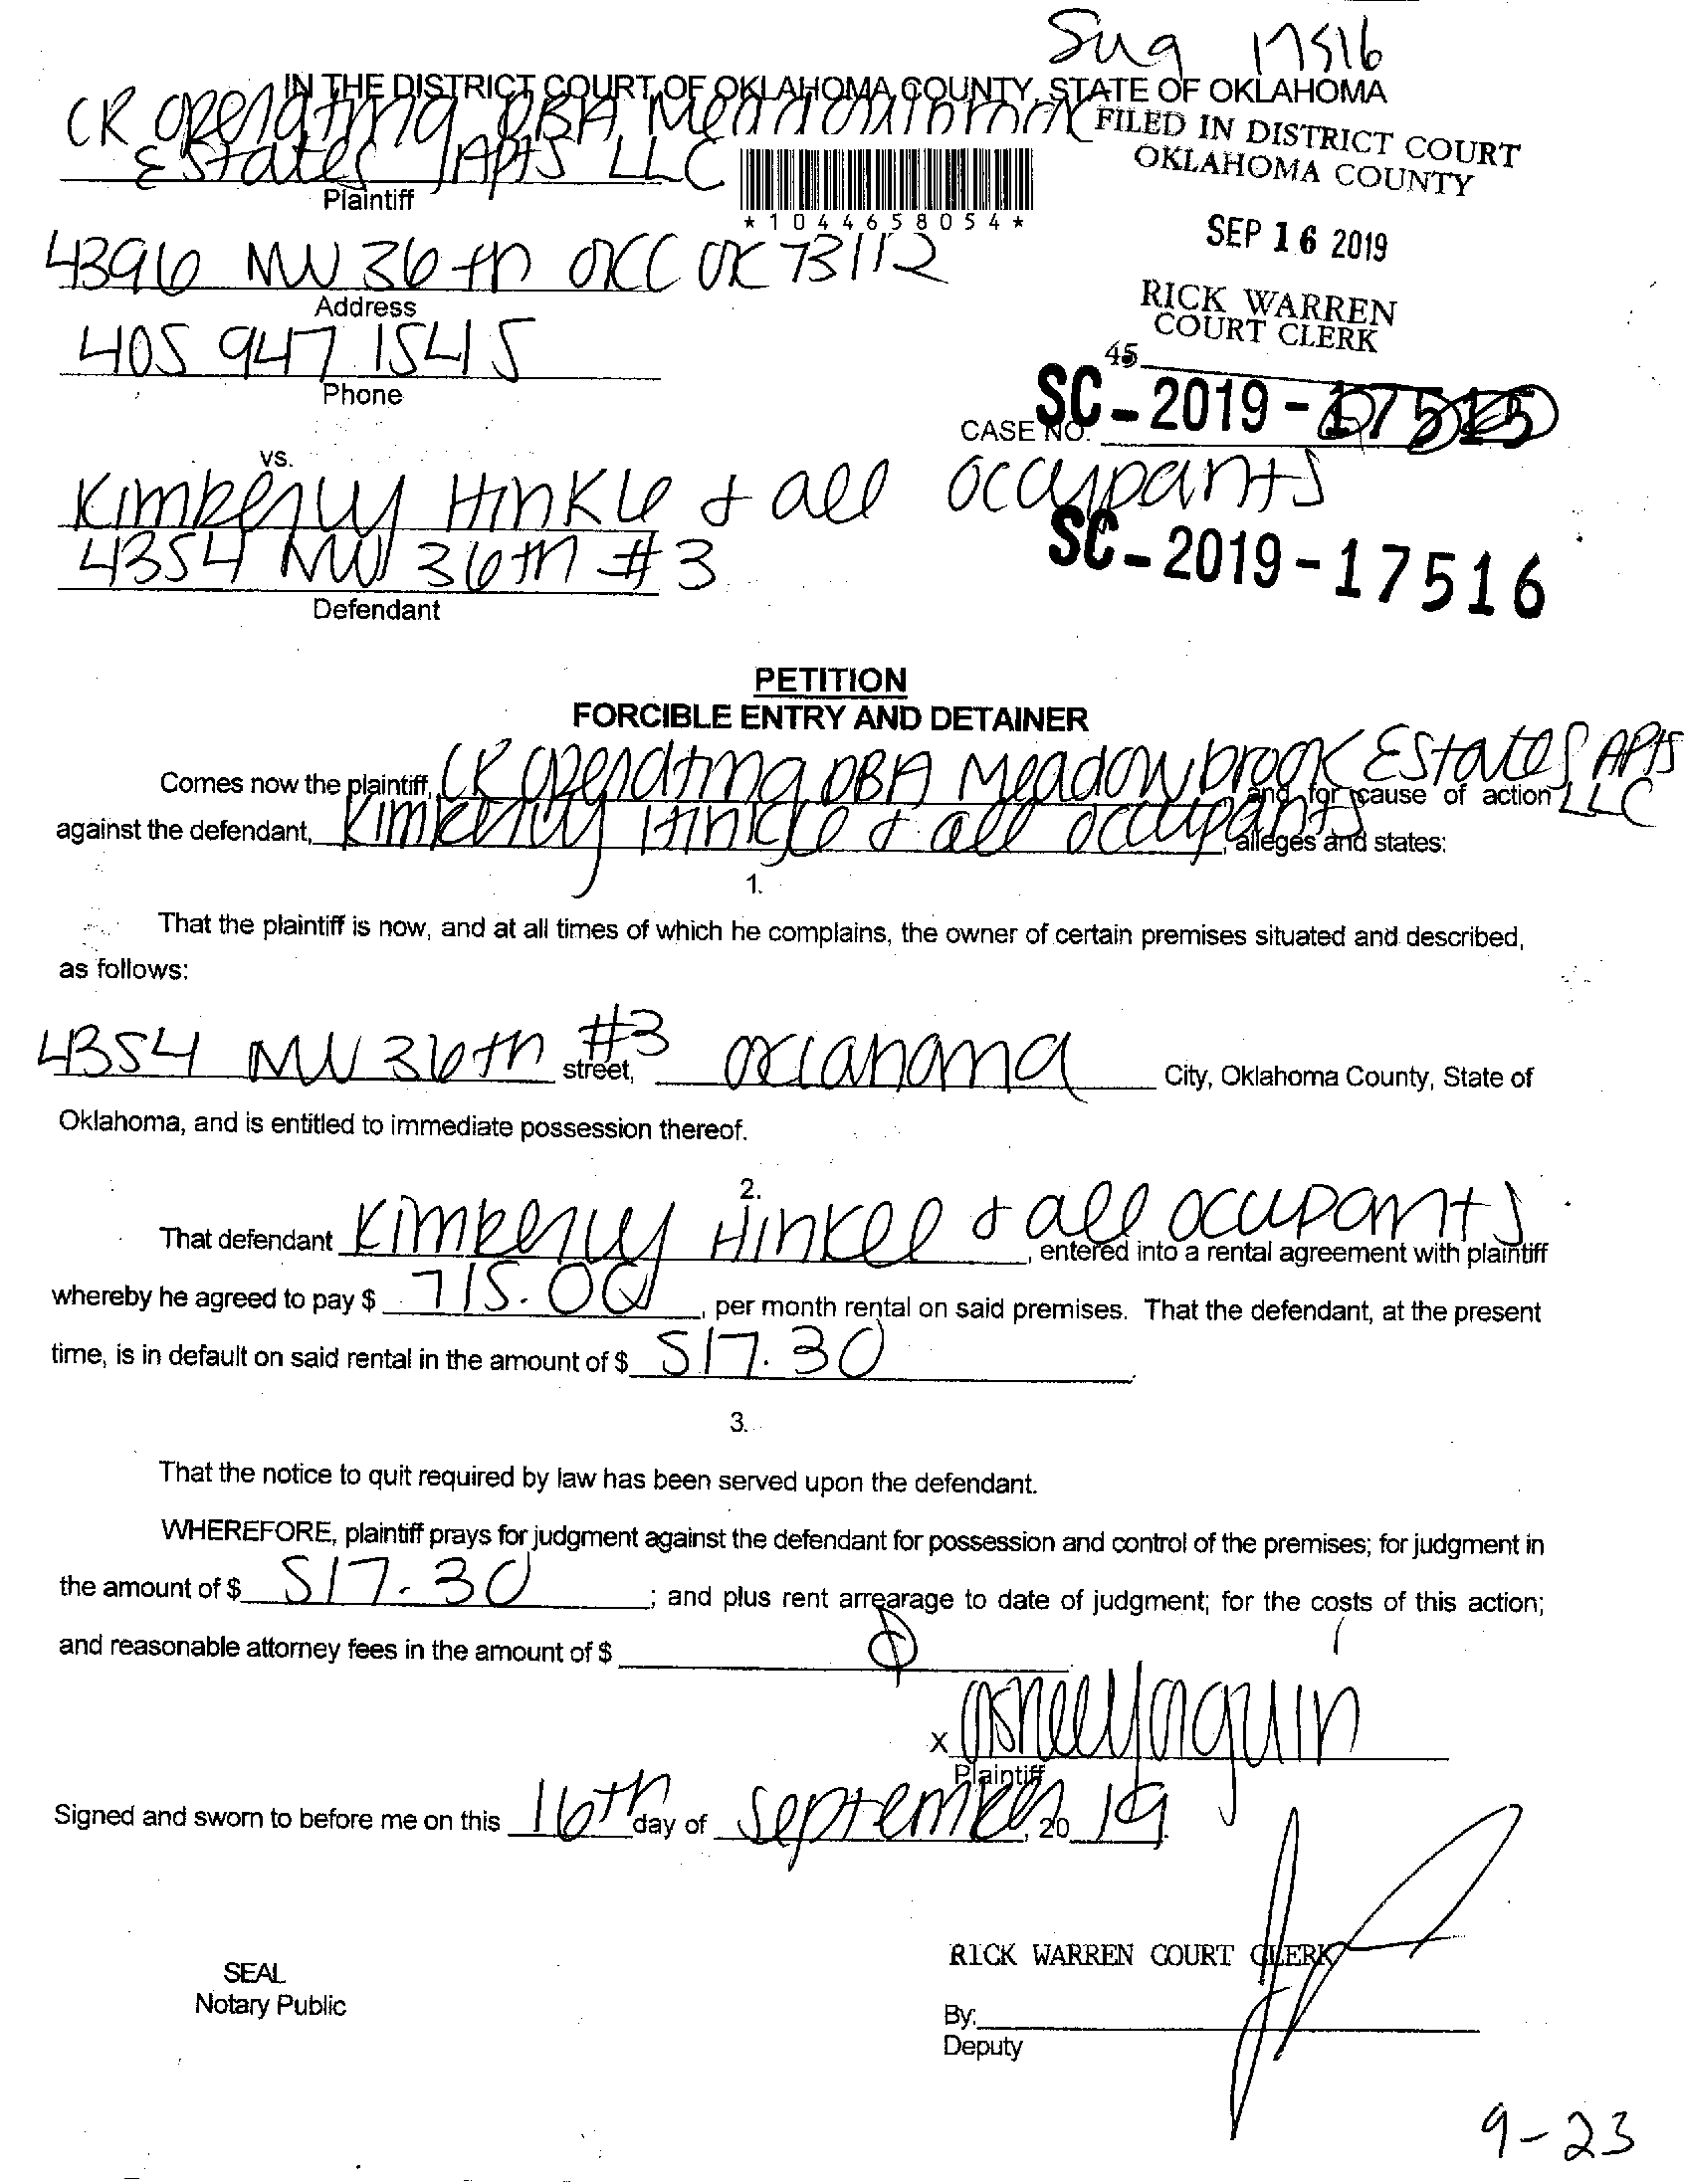 Sug 17516
IN THE DISTRICT COURT OF OKLAHOMA COUNTY, STATE OF OKLAHOMA
CR Operating DBA Meadowbrook
Estates Apts LLC
Plaintiff
FILED IN DISTRICT COURT
OKLAHOMA COUNTY
*1044658054*
SEP 16 2019
4396 NW 36th OKC OK 73112
Address
RICK WARREN
COURT CLERK
405 947 1545
Phone
45
CASE NO. SC-2019-17515
vs.
Kimberly Hinkle & all occupants
4354 NW 36th #3
Defendant
SC-2019-17516
PETITION
FORCIBLE ENTRY AND DETAINER
Comes now the plaintiff, CR Operating DBA Meadowbrook Estates Apts LLC and for cause of action
against the defendant, Kimberly Hinkle & all occupants, alleges and states:
1.
That the plaintiff is now, and at all times of which he complains, the owner of certain premises situated and described,
as follows:
4354 NW 36th #3 street, Oklahoma City, Oklahoma County, State of
Oklahoma, and is entitled to immediate possession thereof.
2.
That defendant Kimberly Hinkle & all occupants, entered into a rental agreement with plaintiff
whereby he agreed to pay $ 715.00, per month rental on said premises. That the defendant, at the present
time, is in default on said rental in the amount of $ 517.30.
3.
That the notice to quit required by law has been served upon the defendant.
WHEREFORE, plaintiff prays for judgment against the defendant for possession and control of the premises; for judgment in
the amount of $ 517.30; and plus rent arrearage to date of judgment; for the costs of this action;
and reasonable attorney fees in the amount of $
x
Plaintiff
Signed and sworn to before me on this 16th day of September, 20 19.
RICK WARREN COURT CLERK
SEAL
Notary Public
By:
Deputy
9-23